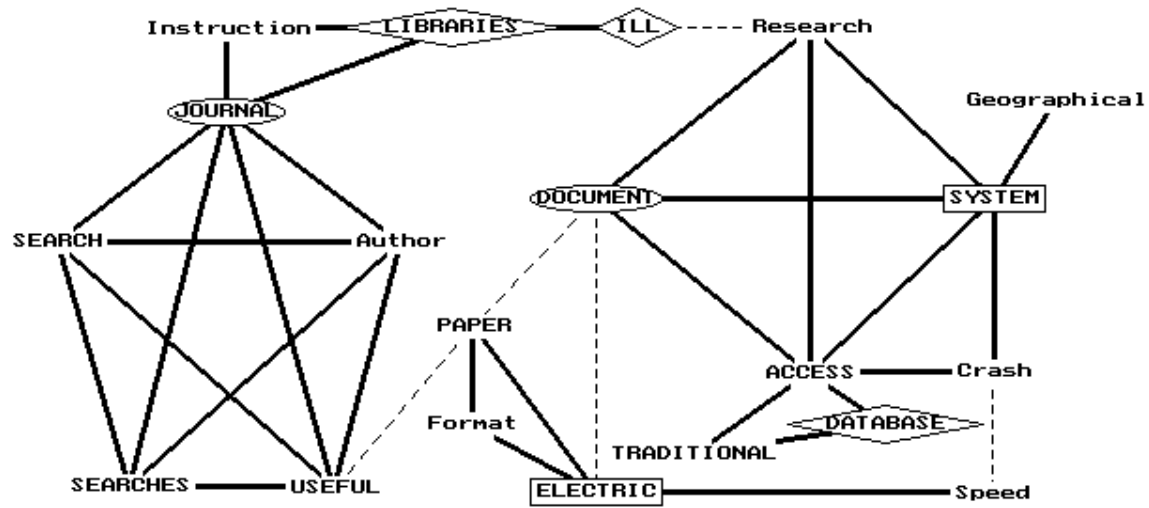 Instruction LIBRARIES ILL Research
JOURNAL Geographical
DOCUMENT SYSTEM
SEARCH Author
PAPER
ACCESS Crash
Format DATABASE
TRADITIONAL
SEARCHES USEFUL ELECTRIC Speed